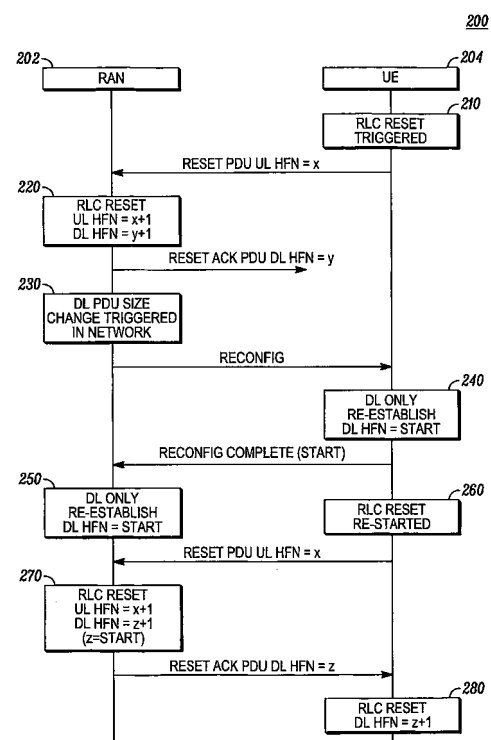 200
202
RAN
204
UE
210
RLC RESET
TRIGGERED
RESET PDU UL HFN = x
220
RLC RESET
UL HFN = x+1
DL HFN = y+1
RESET ACK PDU DL HFN = y
230
DL PDU SIZE
CHANGE TRIGGERED
IN NETWORK
RECONFIG
240
DL ONLY
RE-ESTABLISH
DL HFN = START
RECONFIG COMPLETE (START)
250
DL ONLY
RE-ESTABLISH
DL HFN = START
260
RLC RESET
RE-STARTED
RESET PDU UL HFN = x
270
RLC RESET
UL HFN = x+1
DL HFN = z+1
(z=START)
RESET ACK PDU DL HFN = z
280
RLC RESET
DL HFN = z+1